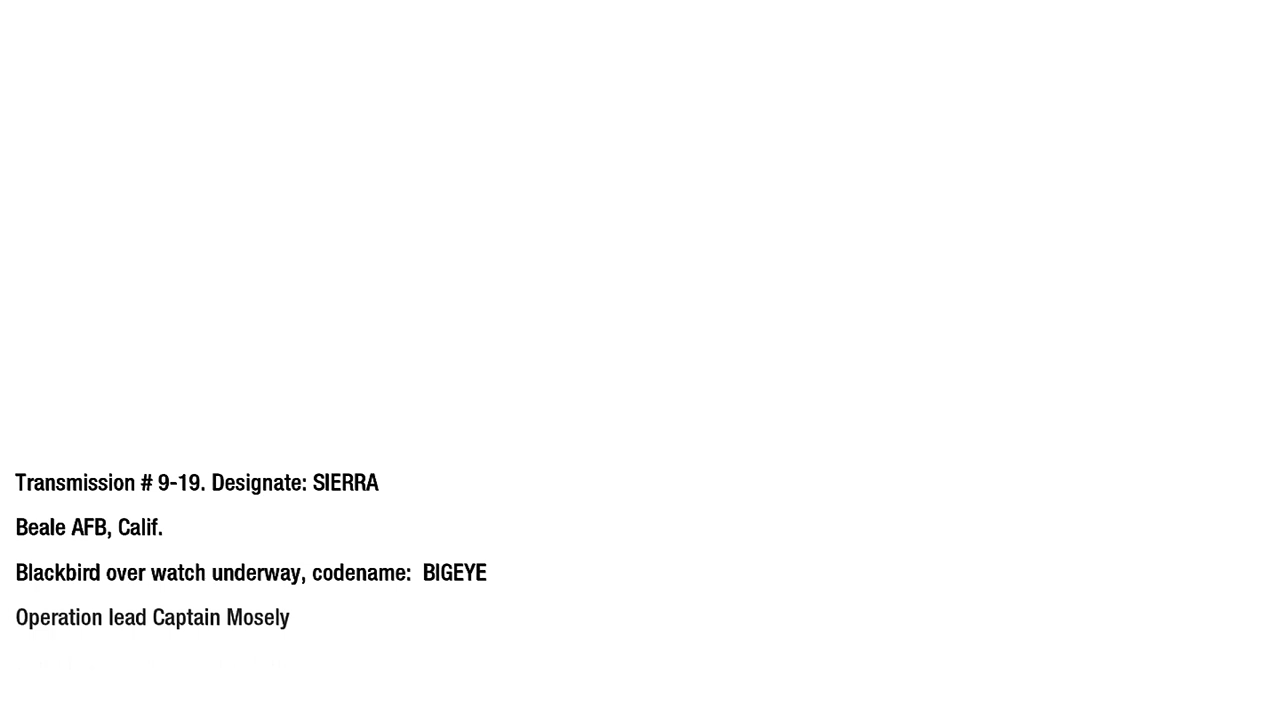 Transmission # 9-19. Designate: SIERRA
Beale AFB, Calif.
Blackbird over watch underway, codename:  BIGEYE
Operation lead Captain Mosely